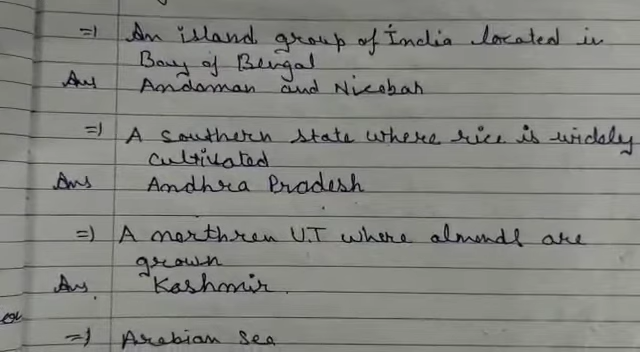 =) An island group of India located in
Bay of Bengal
Ans Andaman and Nicobar
=) A southern state where rice is widely
cultivated
Ans Andhra Pradesh
=) A northren U.T where almonds are
grown
Ans. Kashmir.
=) Arabian Sea